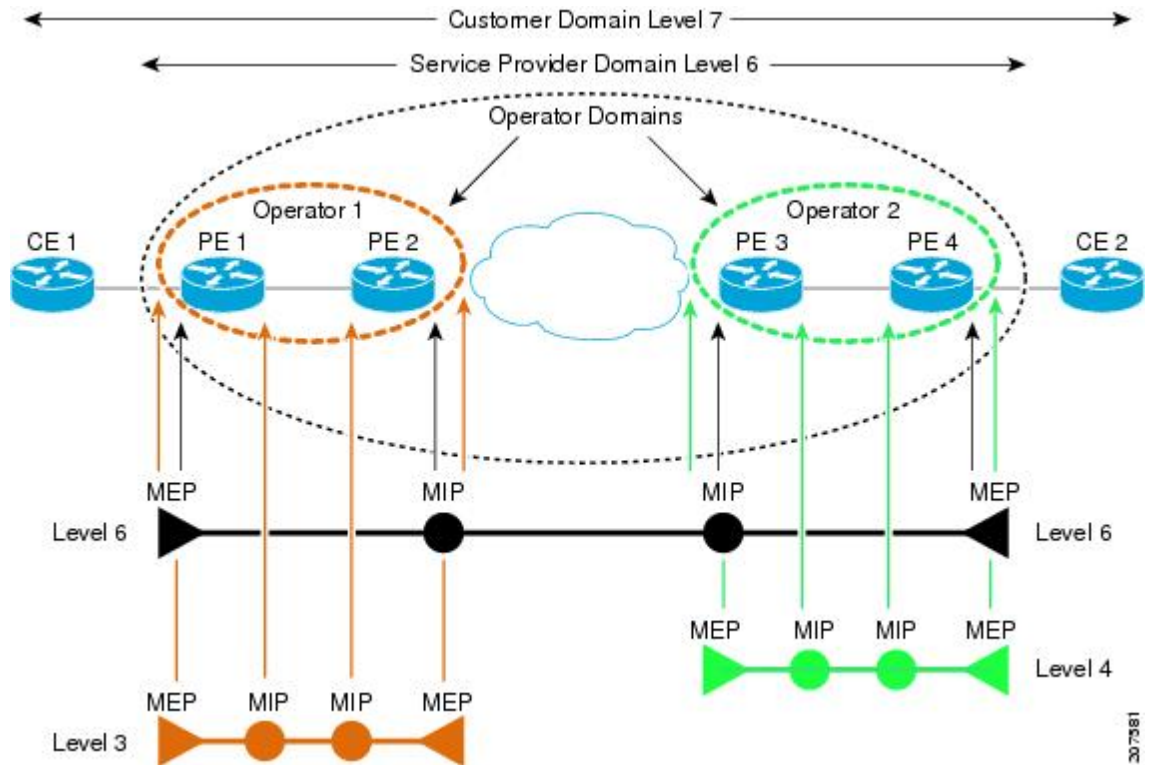 Customer Domain Level 7
Service Provider Domain Level 6
Operator Domains
Operator 1
Operator 2
CE 1
PE 1
PE 2
PE 3
PE 4
CE 2
MEP
MIP
MIP
MEP
Level 6
Level 6
MEP
MIP
MIP
MEP
Level 4
MEP
MIP
MIP
MEP
Level 3
207581